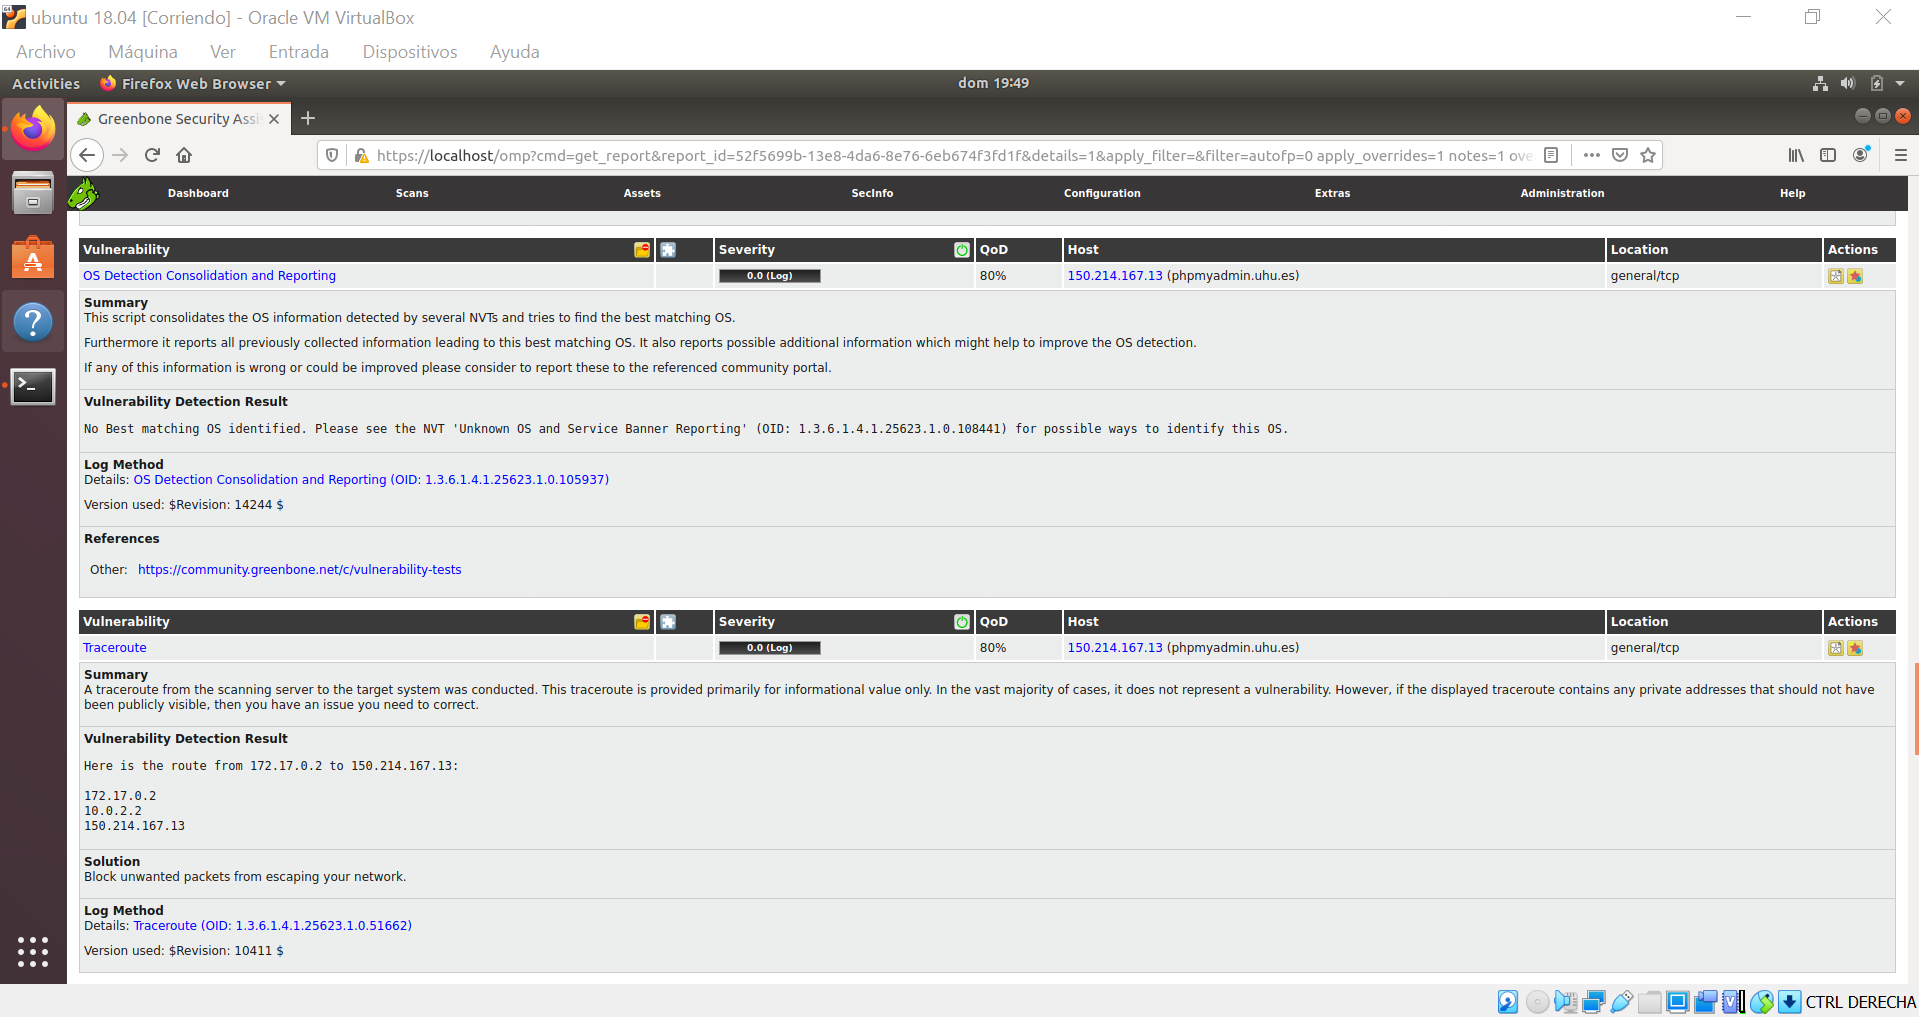 ubuntu 18.04 [Corriendo] - Oracle VM VirtualBox
Archivo Máquina Ver Entrada Dispositivos Ayuda
Activities Firefox Web Browser dom 19:49
Greenbone Security Assi
https://localhost/omp?cmd=get_report&report_id=52f5699b-13e8-4da6-8e76-6eb674f3fd1f&details=1&apply_filter=&filter=autofp=0 apply_overrides=1 notes=1 ove
Dashboard Scans Assets SecInfo Configuration Extras Administration Help
Vulnerability Severity QoD Host Location Actions
OS Detection Consolidation and Reporting 0.0 (Log) 80% 150.214.167.13 (phpmyadmin.uhu.es) general/tcp
Summary
This script consolidates the OS information detected by several NVTs and tries to find the best matching OS.
Furthermore it reports all previously collected information leading to this best matching OS. It also reports possible additional information which might help to improve the OS detection.
If any of this information is wrong or could be improved please consider to report these to the referenced community portal.
Vulnerability Detection Result
No Best matching OS identified. Please see the NVT 'Unknown OS and Service Banner Reporting' (OID: 1.3.6.1.4.1.25623.1.0.108441) for possible ways to identify this OS.
Log Method
Details: OS Detection Consolidation and Reporting (OID: 1.3.6.1.4.1.25623.1.0.105937)
Version used: $Revision: 14244 $
References
Other: https://community.greenbone.net/c/vulnerability-tests
Vulnerability Severity QoD Host Location Actions
Traceroute 0.0 (Log) 80% 150.214.167.13 (phpmyadmin.uhu.es) general/tcp
Summary
A traceroute from the scanning server to the target system was conducted. This traceroute is provided primarily for informational value only. In the vast majority of cases, it does not represent a vulnerability. However, if the displayed traceroute contains any private addresses that should not have
been publicly visible, then you have an issue you need to correct.
Vulnerability Detection Result
Here is the route from 172.17.0.2 to 150.214.167.13:
172.17.0.2
10.0.2.2
150.214.167.13
Solution
Block unwanted packets from escaping your network.
Log Method
Details: Traceroute (OID: 1.3.6.1.4.1.25623.1.0.51662)
Version used: $Revision: 10411 $
CTRL DERECHA